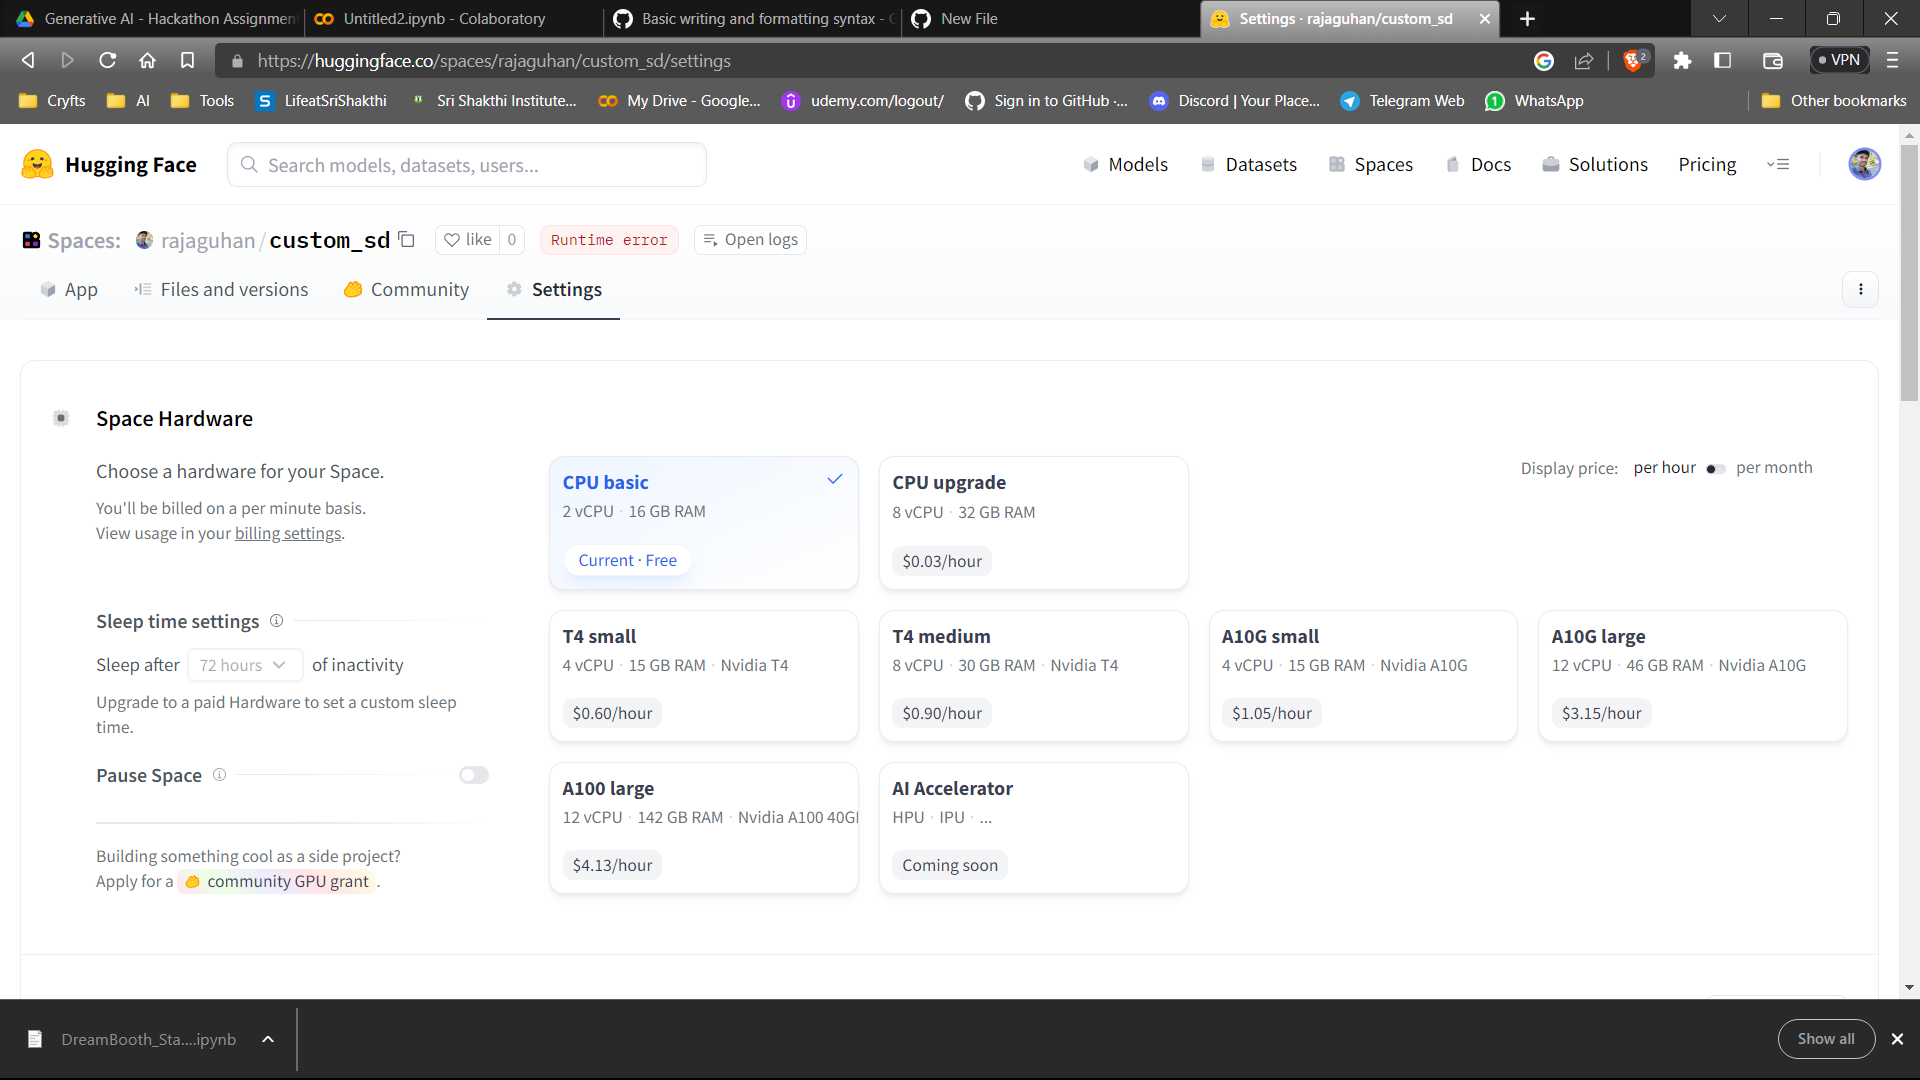 Generative AI - Hackathon Assignmen
Untitled2.ipynb - Colaboratory
Basic writing and formatting syntax -
New File
Settings · rajaguhan/custom_sd
https://huggingface.co/spaces/rajaguhan/custom_sd/settings
2
VPN
Cryfts
AI
Tools
S
LifeatSriShakthi
Sri Shakthi Institute...
My Drive - Google...
udemy.com/logout/
Sign in to GitHub ·...
Discord | Your Place...
Telegram Web
1
WhatsApp
Other bookmarks
Hugging Face
Search models, datasets, users...
Models
Datasets
Spaces
Docs
Solutions
Pricing
Spaces:
rajaguhan/custom_sd
like
0
Runtime error
Open logs
App
Files and versions
Community
Settings
Space Hardware
Choose a hardware for your Space.
You'll be billed on a per minute basis.
View usage in your billing settings.
Display price: per hour per month
CPU basic
2 vCPU · 16 GB RAM
Current · Free
CPU upgrade
8 vCPU · 32 GB RAM
$0.03/hour
Sleep time settings
Sleep after 72 hours of inactivity
Upgrade to a paid Hardware to set a custom sleep
time.
T4 small
4 vCPU · 15 GB RAM · Nvidia T4
$0.60/hour
T4 medium
8 vCPU · 30 GB RAM · Nvidia T4
$0.90/hour
A10G small
4 vCPU · 15 GB RAM · Nvidia A10G
$1.05/hour
A10G large
12 vCPU · 46 GB RAM · Nvidia A10G
$3.15/hour
Pause Space
Building something cool as a side project?
Apply for a community GPU grant .
A100 large
12 vCPU · 142 GB RAM · Nvidia A100 40G
$4.13/hour
AI Accelerator
HPU · IPU · ...
Coming soon
DreamBooth_Sta....ipynb
Show all